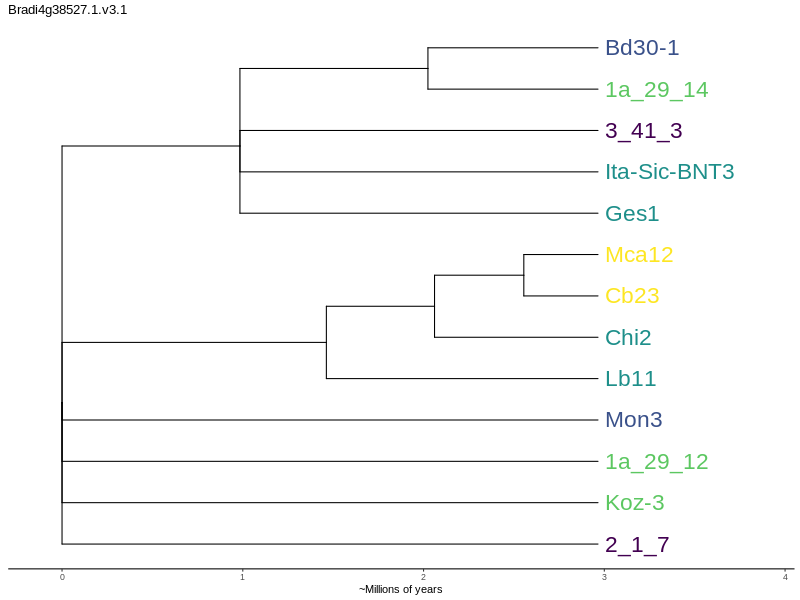 Bradi4g38527.1.v3.1
Bd30-1
1a_29_14
3_41_3
Ita-Sic-BNT3
Ges1
Mca12
Cb23
Chi2
Lb11
Mon3
1a_29_12
Koz-3
2_1_7
0 1 2 3 4
~Millions of years